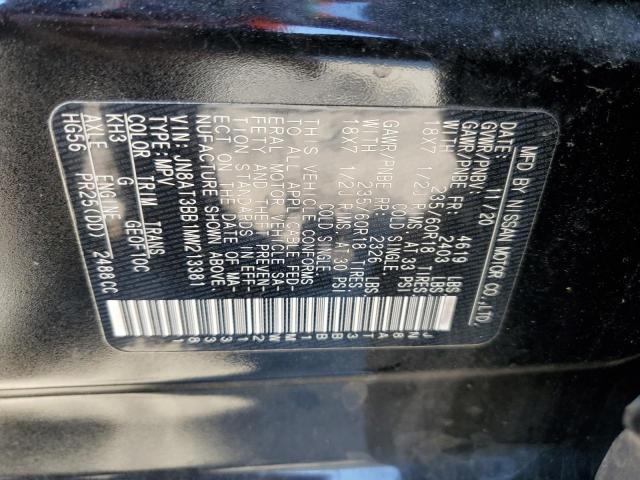 MFD. BY NISSAN MOTOR CO.,LTD.
DATE: 11/20
GVWR/PNBV 4619 LBS
GAWR/PNBE FR: 2403 LBS
WITH 235/60R18 TIRES,
18X7 1/2J RIMS, AT 33 PSI
COLD SINGLE
GAWR/PNBE RR: 2326 LBS
WITH 235/60R18 TIRES,
18X7 1/2J RIMS, AT 30 PSI
COLD SINGLE
THIS VEHICLE CONFORMS
TO ALL APPLICABLE FED-
ERAL MOTOR VEHICLE SA-
FETY AND THEFT PREVEN-
TION STANDARDS IN EFF-
ECT ON THE DATE OF MA-
NUFACTURE SHOWN ABOVE.
VIN:JN8AT3BB1MW213381
TYPE:MPV
COLOR TRIM TRANS
KH3 G GE0F10C
AXLE ENGINE
HG56 PR25(DD) 2488CC
JN8AT3BB1MW213381